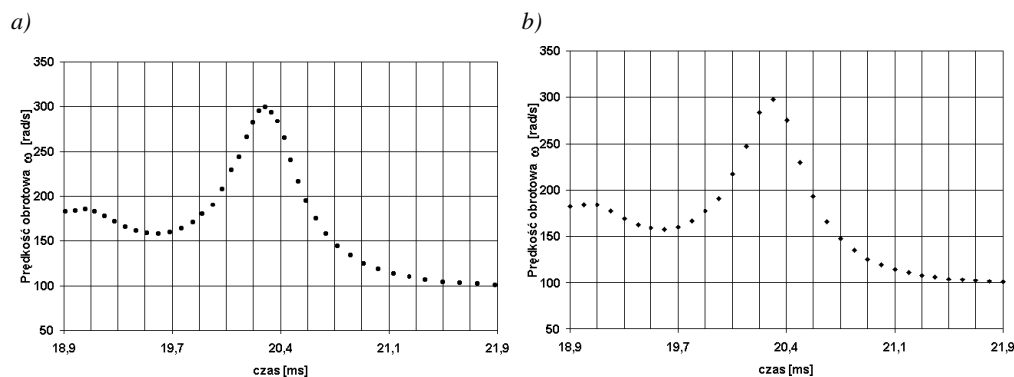 a)
350
300
250
200
150
100
50
Prędkość obrotowa ω [rad/s]
18,9 19,7 20,4 21,1 21,9
czas [ms]
b)
350
300
250
200
150
100
50
Prędkość obrotowa ω [rad/s]
18,9 19,7 20,4 21,1 21,9
czas [ms]